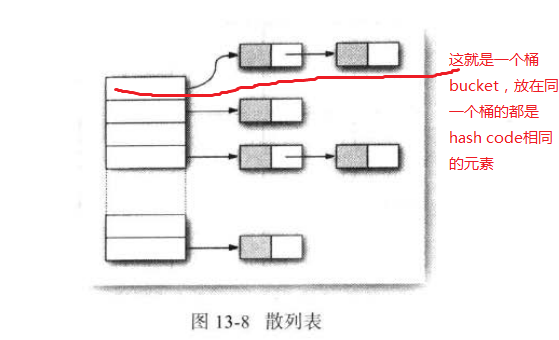 这就是一个桶
bucket，放在同
一个桶的都是
hash code相同
的元素
图 13-8 散列表